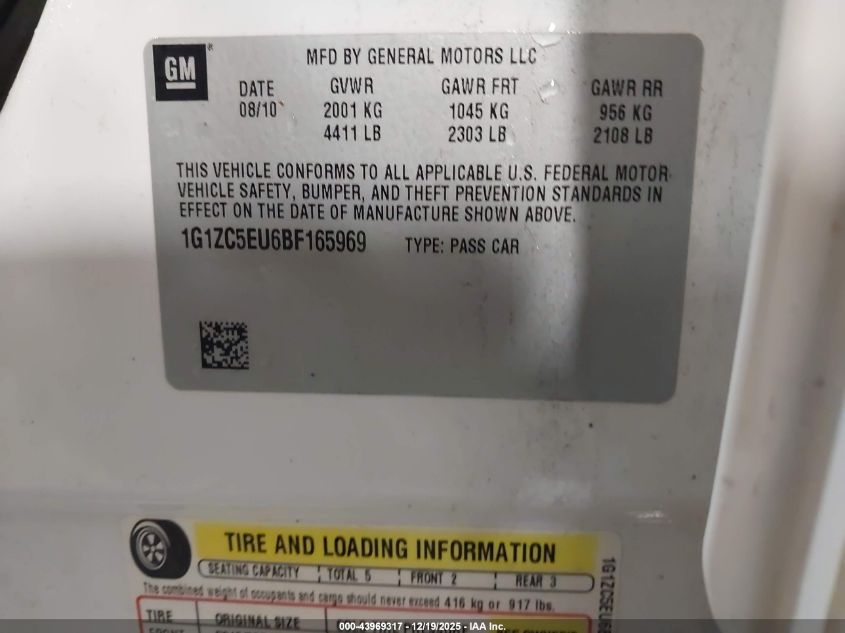 GM ®
MFD BY GENERAL MOTORS LLC
DATE GVWR GAWR FRT GAWR RR
08/10 2001 KG 1045 KG 956 KG
4411 LB 2303 LB 2108 LB
THIS VEHICLE CONFORMS TO ALL APPLICABLE U.S. FEDERAL MOTOR
VEHICLE SAFETY, BUMPER, AND THEFT PREVENTION STANDARDS IN
EFFECT ON THE DATE OF MANUFACTURE SHOWN ABOVE.
1G1ZC5EU6BF165969 TYPE: PASS CAR
TIRE AND LOADING INFORMATION
SEATING CAPACITY TOTAL 5 FRONT 2 REAR 3
The combined weight of occupants and cargo should never exceed 416 kg or 917 lbs.
TIRE ORIGINAL SIZE
1G1ZC5EU6
000-43969317 - 12/19/2025 - IAA Inc.